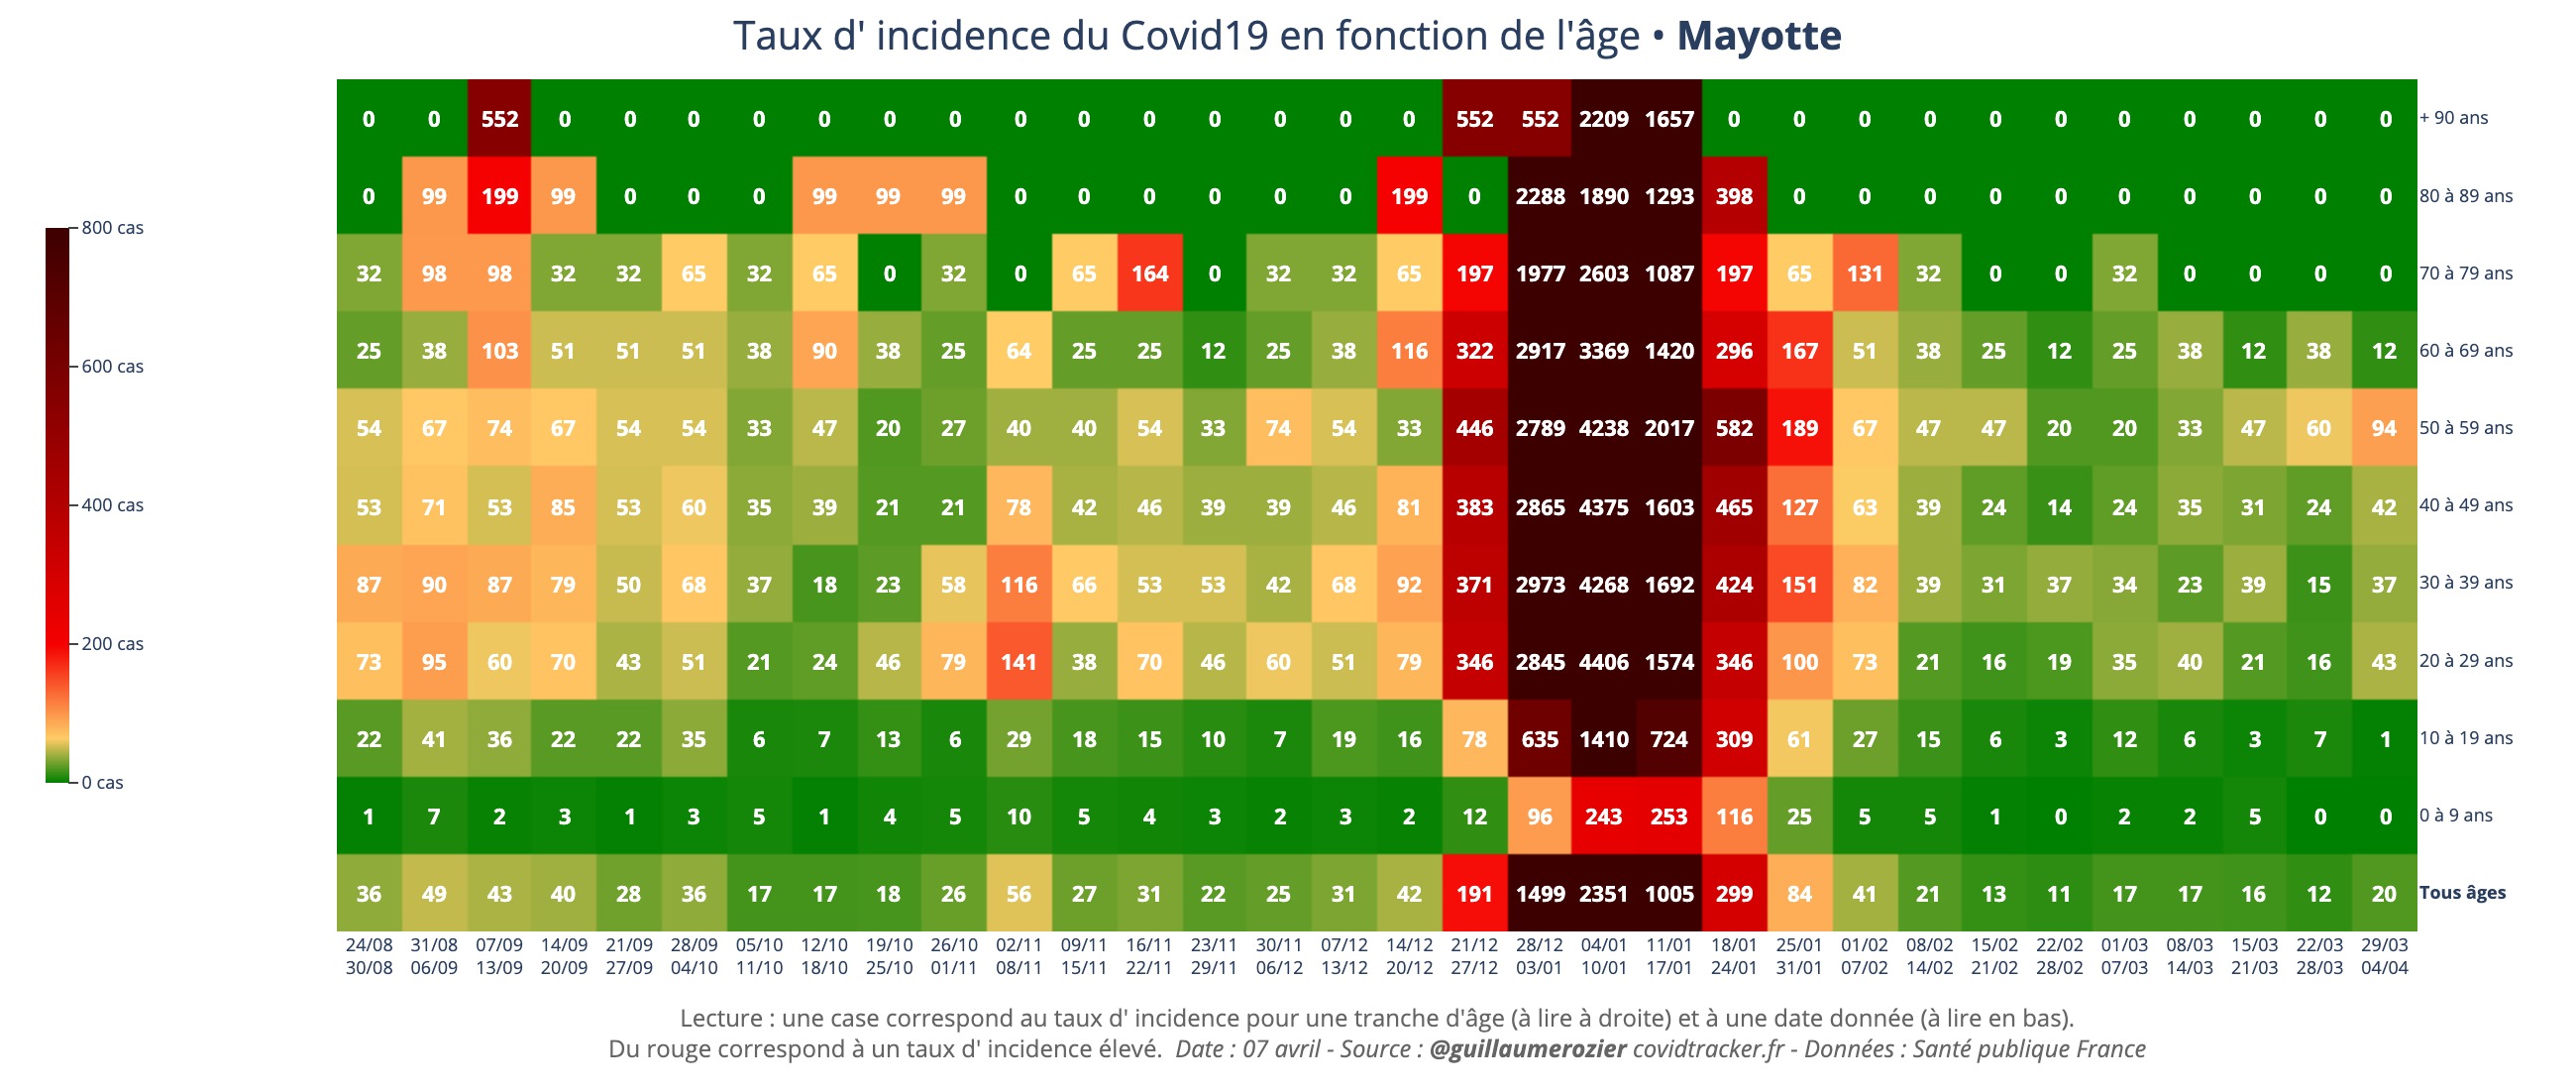 Taux d' incidence du Covid19 en fonction de l'âge • Mayotte
0 0 552 0 0 0 0 0 0 0 0 0 0 0 0 0 0 552 552 2209 1657 0 0 0 0 0 0 0 0 0 0 0 + 90 ans
0 99 199 99 0 0 0 99 99 99 0 0 0 0 0 0 199 0 2288 1890 1293 398 0 0 0 0 0 0 0 0 0 0 80 à 89 ans
800 cas
32 98 98 32 32 65 32 65 0 32 0 65 164 0 32 32 65 197 1977 2603 1087 197 65 131 32 0 0 32 0 0 0 0 70 à 79 ans
25 38 103 51 51 51 38 90 38 25 64 25 25 12 25 38 116 322 2917 3369 1420 296 167 51 38 25 12 25 38 12 38 12 60 à 69 ans
600 cas
54 67 74 67 54 54 33 47 20 27 40 40 54 33 74 54 33 446 2789 4238 2017 582 189 67 47 47 20 20 33 47 60 94 50 à 59 ans
400 cas
53 71 53 85 53 60 35 39 21 21 78 42 46 39 39 46 81 383 2865 4375 1603 465 127 63 39 24 14 24 35 31 24 42 40 à 49 ans
87 90 87 79 50 68 37 18 23 58 116 66 53 53 42 68 92 371 2973 4268 1692 424 151 82 39 31 37 34 23 39 15 37 30 à 39 ans
200 cas
73 95 60 70 43 51 21 24 46 79 141 38 70 46 60 51 79 346 2845 4406 1574 346 100 73 21 16 19 35 40 21 16 43 20 à 29 ans
22 41 36 22 22 35 6 7 13 6 29 18 15 10 7 19 16 78 635 1410 724 309 61 27 15 6 3 12 6 3 7 1 10 à 19 ans
0 cas
1 7 2 3 1 3 5 1 4 5 10 5 4 3 2 3 2 12 96 243 253 116 25 5 5 1 0 2 2 5 0 0 0 à 9 ans
36 49 43 40 28 36 17 17 18 26 56 27 31 22 25 31 42 191 1499 2351 1005 299 84 41 21 13 11 17 17 16 12 20 Tous âges
24/08 31/08 07/09 14/09 21/09 28/09 05/10 12/10 19/10 26/10 02/11 09/11 16/11 23/11 30/11 07/12 14/12 21/12 28/12 04/01 11/01 18/01 25/01 01/02 08/02 15/02 22/02 01/03 08/03 15/03 22/03 29/03
30/08 06/09 13/09 20/09 27/09 04/10 11/10 18/10 25/10 01/11 08/11 15/11 22/11 29/11 06/12 13/12 20/12 27/12 03/01 10/01 17/01 24/01 31/01 07/02 14/02 21/02 28/02 07/03 14/03 21/03 28/03 04/04
Lecture : une case correspond au taux d' incidence pour une tranche d'âge (à lire à droite) et à une date donnée (à lire en bas).
Du rouge correspond à un taux d' incidence élevé. Date : 07 avril - Source : @guillaumerozier covidtracker.fr - Données : Santé publique France